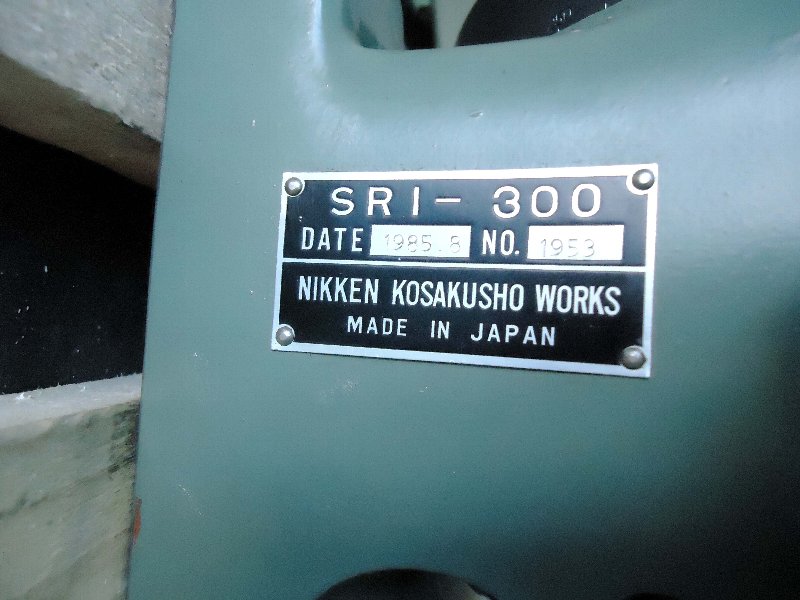 SRI- 300
DATE 1985.8 NO. 1953
NIKKEN KOSAKUSHO WORKS
MADE IN JAPAN